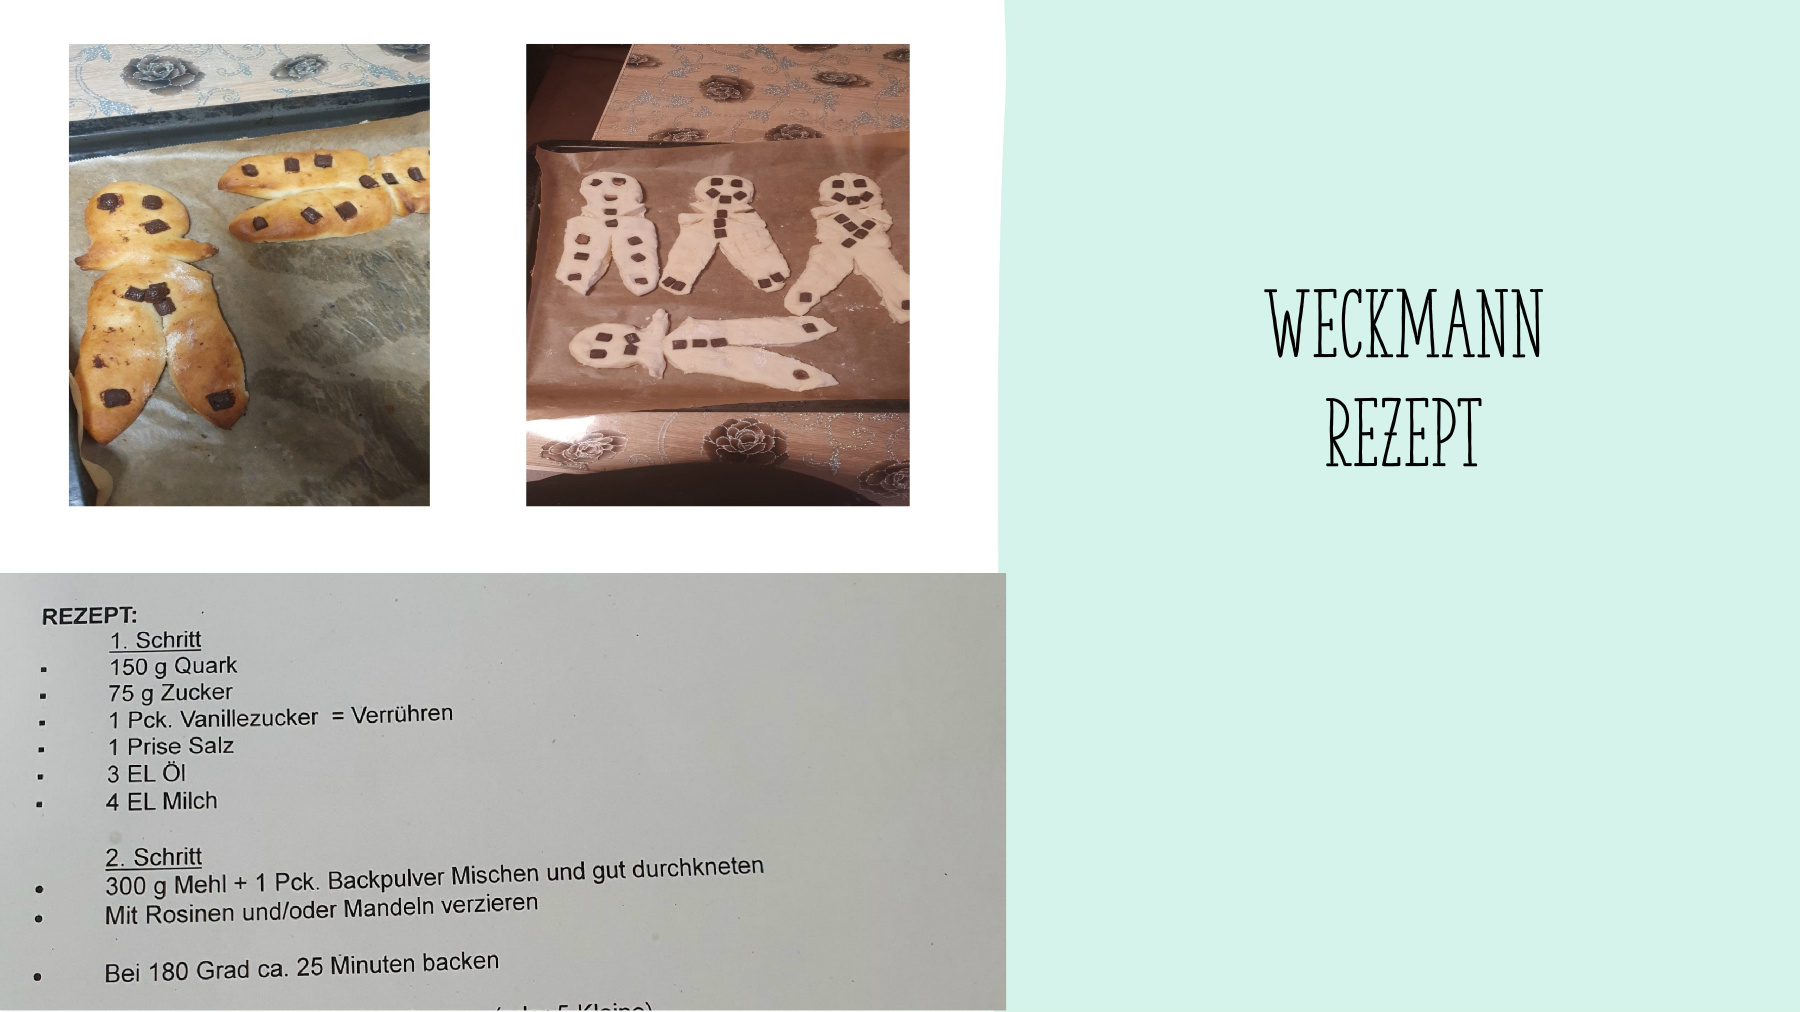 WECKMANN
REZEPT
REZEPT:
1. Schritt
150 g Quark
75 g Zucker
1 Pck. Vanillezucker = Verrühren
1 Prise Salz
3 EL Öl
4 EL Milch
2. Schritt
300 g Mehl + 1 Pck. Backpulver Mischen und gut durchkneten
Mit Rosinen und/oder Mandeln verzieren
Bei 180 Grad ca. 25 Minuten backen
5 Kleine)